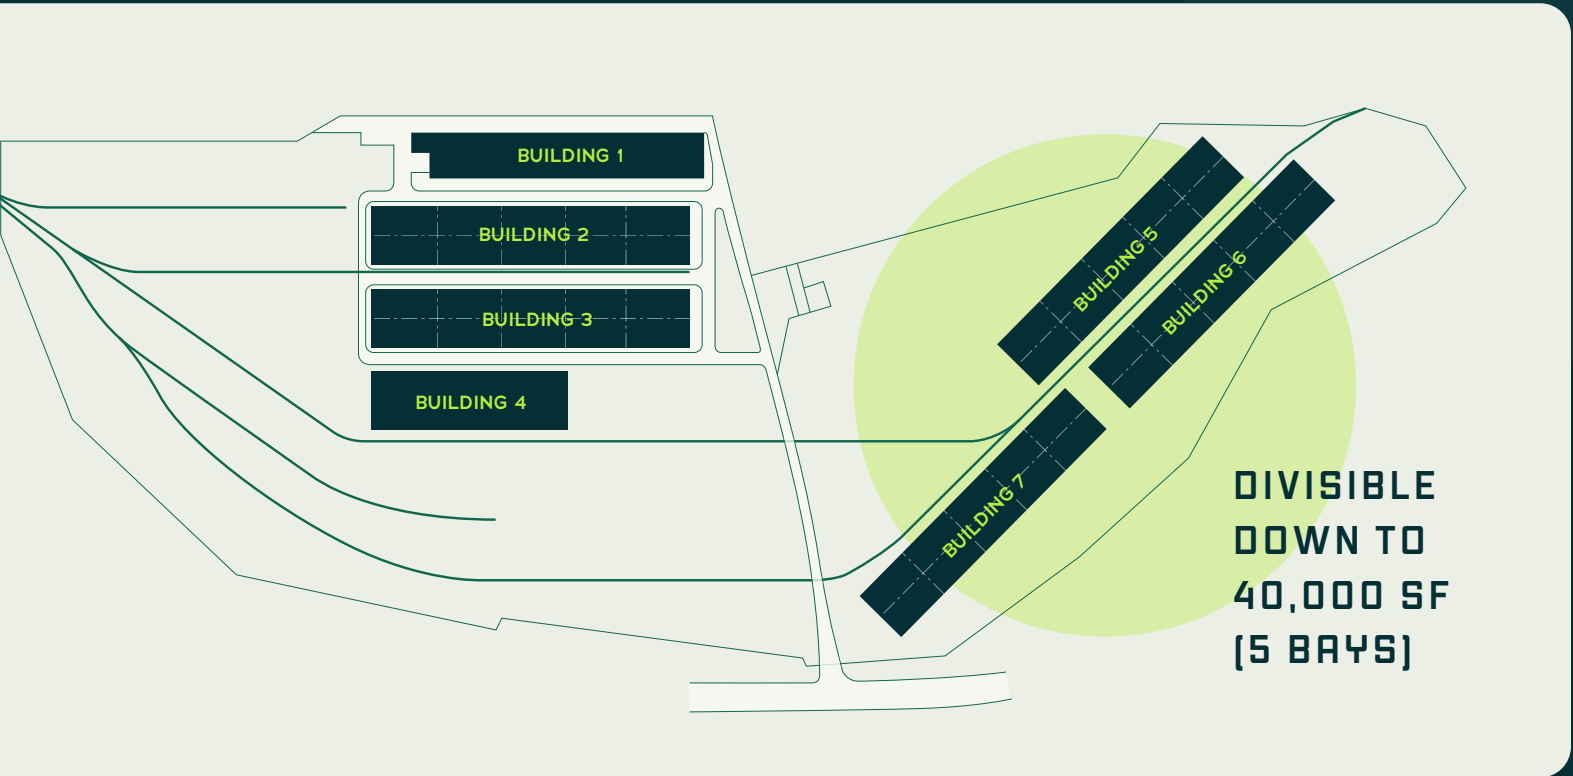 BUILDING 1
BUILDING 2
BUILDING 3
BUILDING 4
BUILDING 5
BUILDING 6
BUILDING 7
DIVISIBLE
DOWN TO
40,000 SF
(5 BAYS)